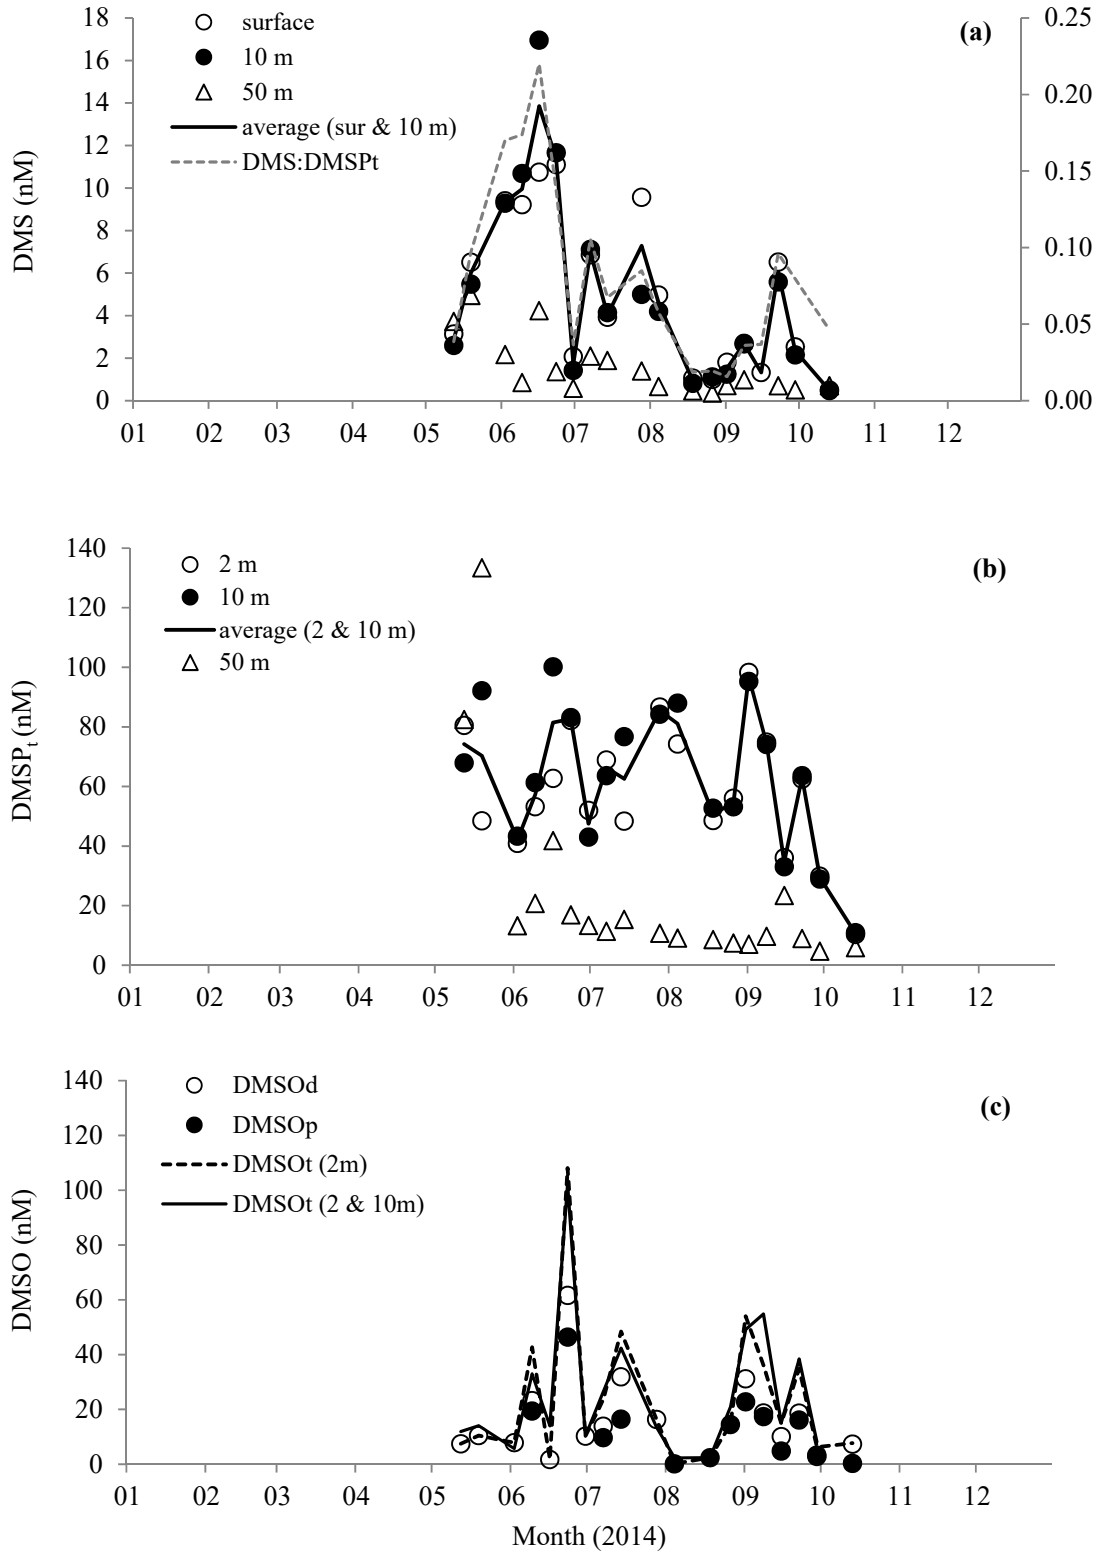 18
16
14
12
10
8
6
4
2
0
DMS (nM)
surface
10 m
50 m
average (sur & 10 m)
DMS:DMSPt
(a)
0.25
0.20
0.15
0.10
0.05
0.00
01 02 03 04 05 06 07 08 09 10 11 12
140
120
100
80
60
40
20
0
DMSPt (nM)
2 m
10 m
average (2 & 10 m)
50 m
(b)
01 02 03 04 05 06 07 08 09 10 11 12
140
120
100
80
60
40
20
0
DMSO (nM)
DMSOd
DMSOp
DMSOt (2m)
DMSOt (2 & 10m)
(c)
01 02 03 04 05 06 07 08 09 10 11 12
Month (2014)